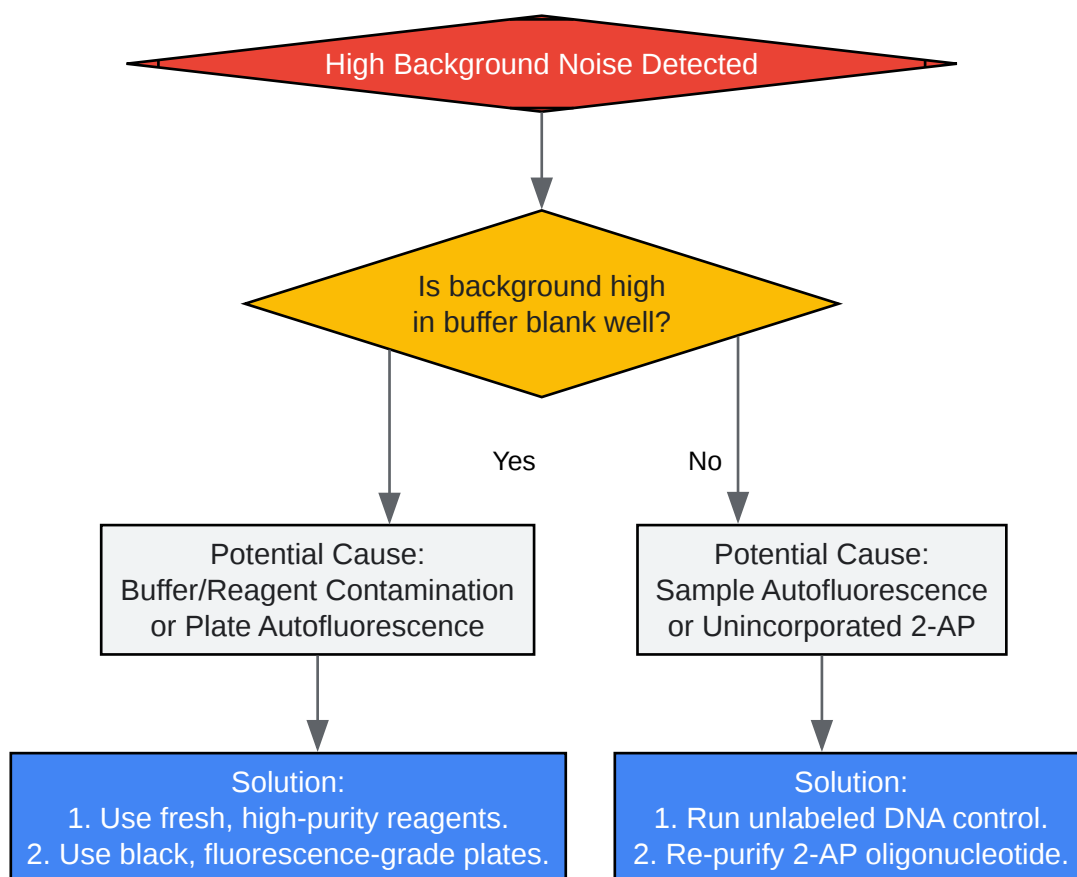 High Background Noise Detected
Is background high
in buffer blank well?
Yes
No
Potential Cause:
Buffer/Reagent Contamination
or Plate Autofluorescence
Potential Cause:
Sample Autofluorescence
or Unincorporated 2-AP
Solution:
1. Use fresh, high-purity reagents.
2. Use black, fluorescence-grade plates.
Solution:
1. Run unlabeled DNA control.
2. Re-purify 2-AP oligonucleotide.